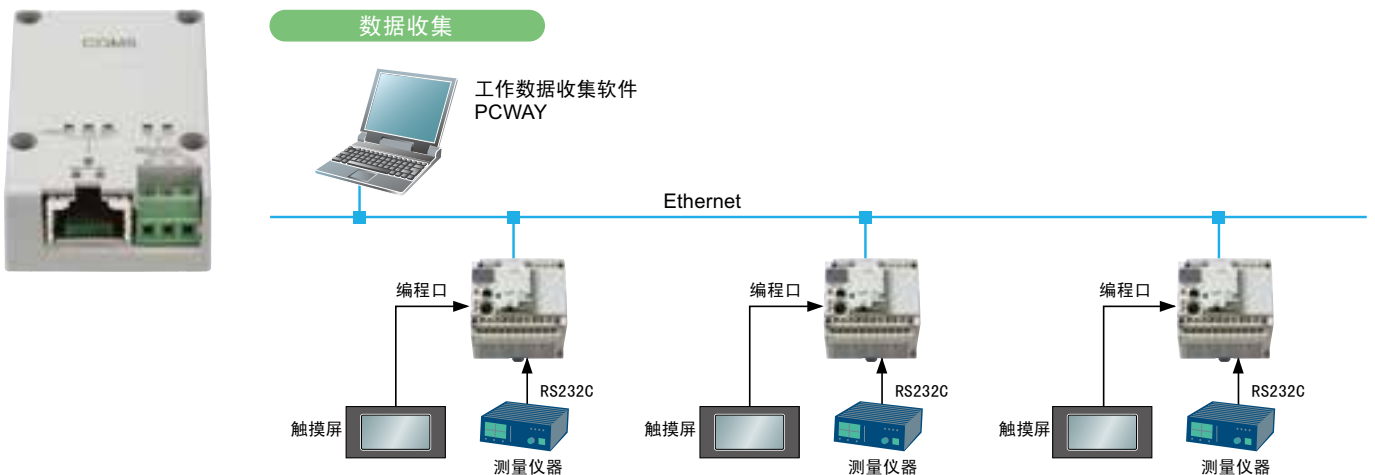 COM5
数据收集
工作数据收集软件
PCWAY
Ethernet
编程口
编程口
编程口
RS232C
RS232C
RS232C
触摸屏
触摸屏
触摸屏
测量仪器
测量仪器
测量仪器